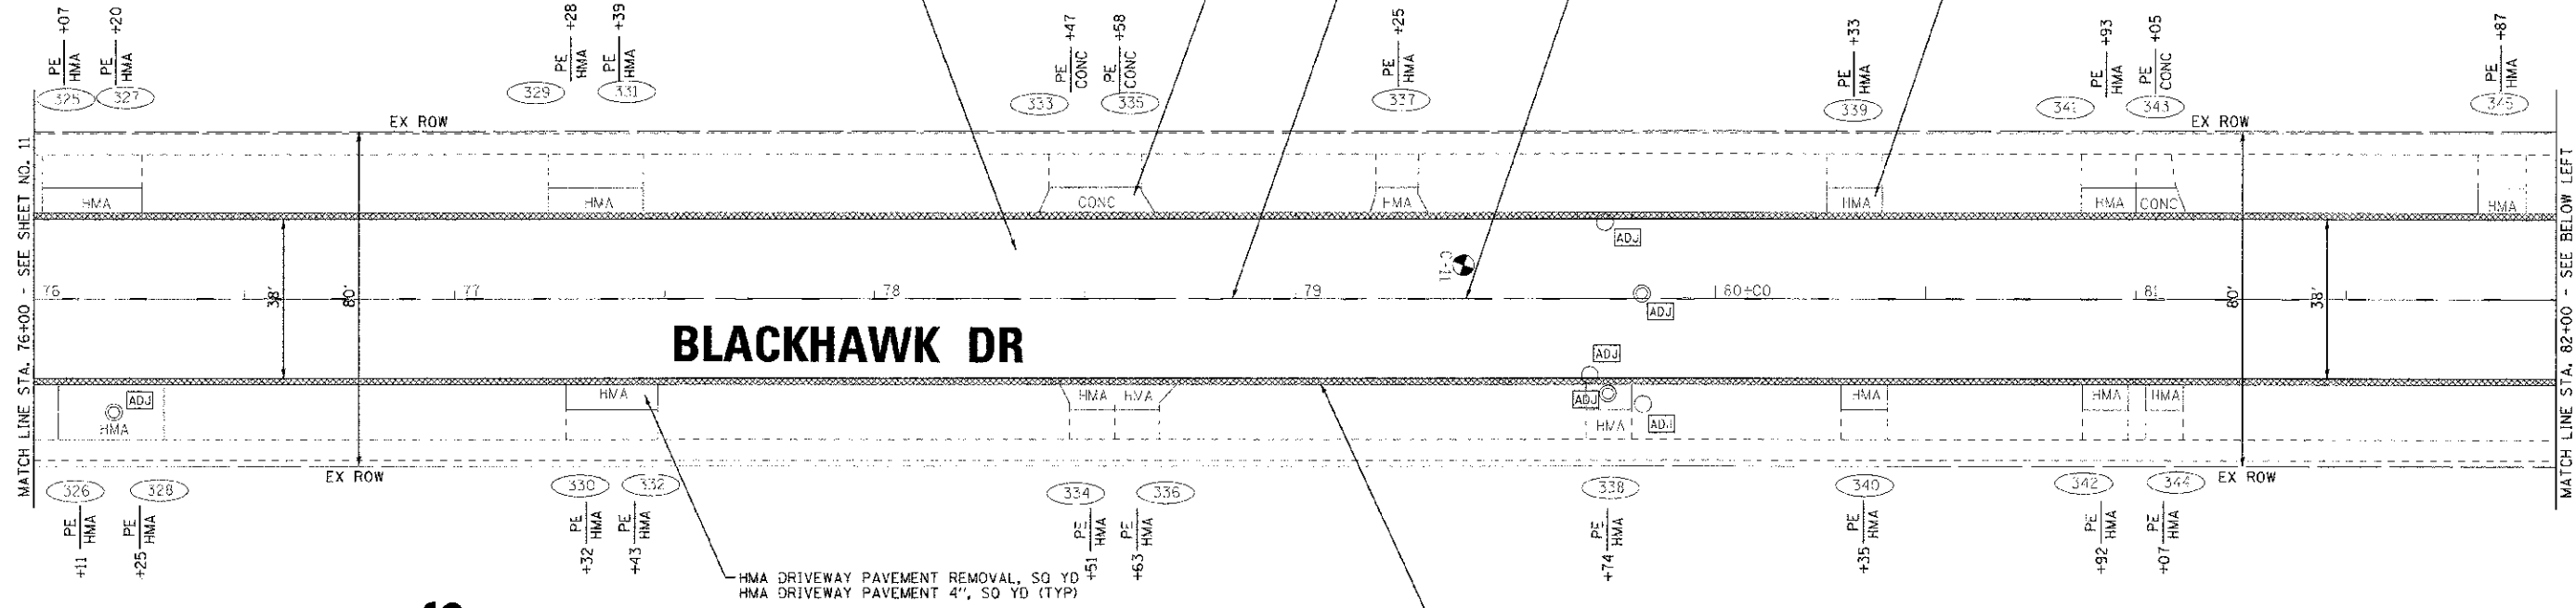 +07 +20 +28 +39 +47 +58 +25 +33 +93 +05 +87
PE PE PE PE PE PE PE PE PE PE PE
HMA HMA HMA HMA CONC CONC HMA HMA HMA CONC HMA
325 327 329 331 333 335 337 339 341 343 345
EX ROW EX ROW
MATCH LINE STA. 76+00 - SEE SHEET NO. 11
MATCH LINE STA. 82+00 - SEE BELOW LEFT
HMA HMA CONC HMA HMA HMA CONC HMA
ADJ
C-11
76 77 78 79 80+00 81
38' 80' 80' 38'
ADJ
BLACKHAWK DR
ADJ
HMA HMA HMA HMA HMA HMA
ADJ ADJ
HMA HMA ADJ
EX ROW EX ROW
326 328 330 332 334 336 338 340 342 344
PE PE PE PE PE PE PE PE PE PE
HMA HMA HMA HMA HMA HMA HMA HMA HMA HMA
+11 +25 +32 +43 +51 +63 +74 +35 +92 +07
HMA DRIVEWAY PAVEMENT REMOVAL, SQ YD
HMA DRIVEWAY PAVEMENT 4", SQ YD (TYP)